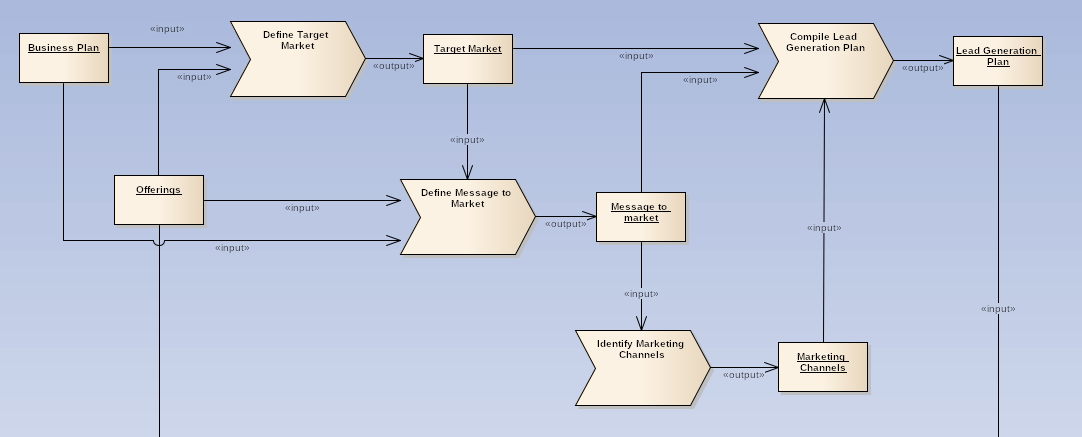 «input»
Define Target
Market
Business Plan
«input»
«output»
Target Market
«input»
«input»
Compile Lead
Generation Plan
«output»
Lead Generation
Plan
«input»
Offerings
«input»
Define Message to
Market
«input»
«output»
Message to
market
«input»
«input»
«input»
Identify Marketing
Channels
«output»
Marketing
Channels
«input»